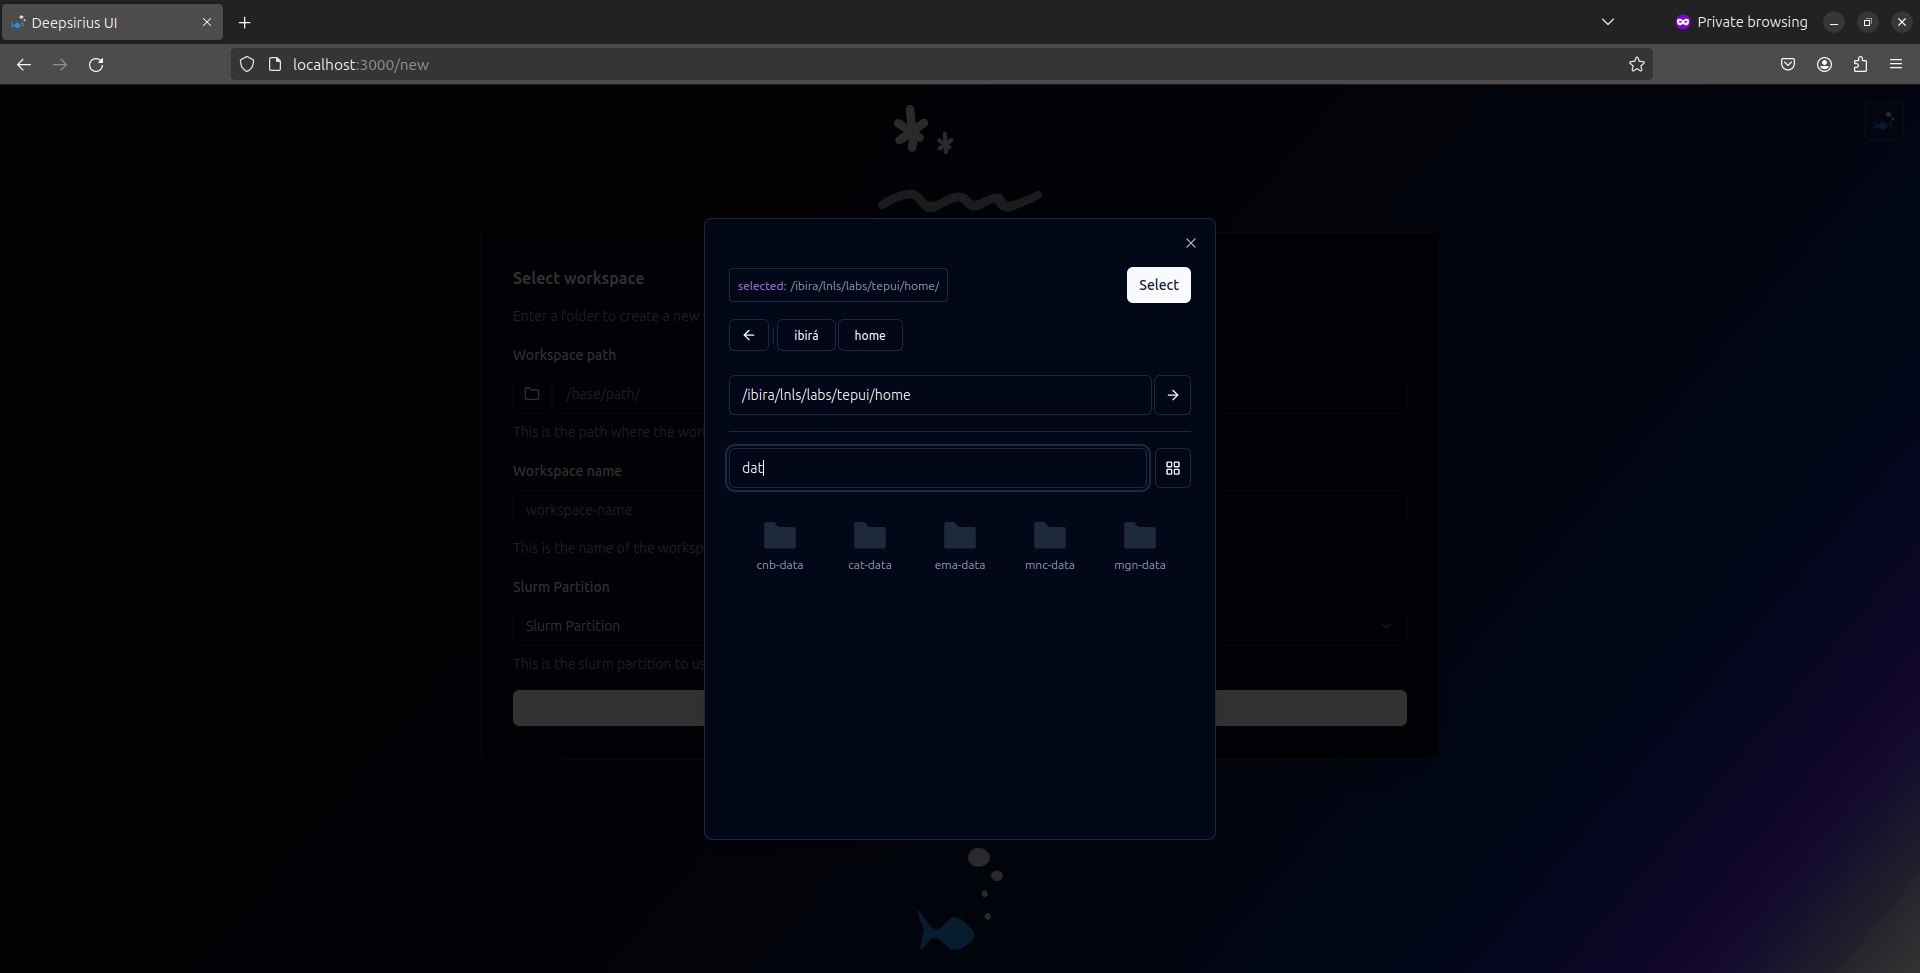 Deepsirius UI
Private browsing
localhost:3000/new
Select workspace
Enter a folder to create a new
Workspace path
/base/path/
This is the path where the wor
Workspace name
workspace-name
This is the name of the worksp
Slurm Partition
Slurm Partition
This is the slurm partition to us
selected: /ibira/lnls/labs/tepui/home/
Select
ibirá
home
/ibira/lnls/labs/tepui/home
dat
cnb-data
cat-data
ema-data
mnc-data
mgn-data